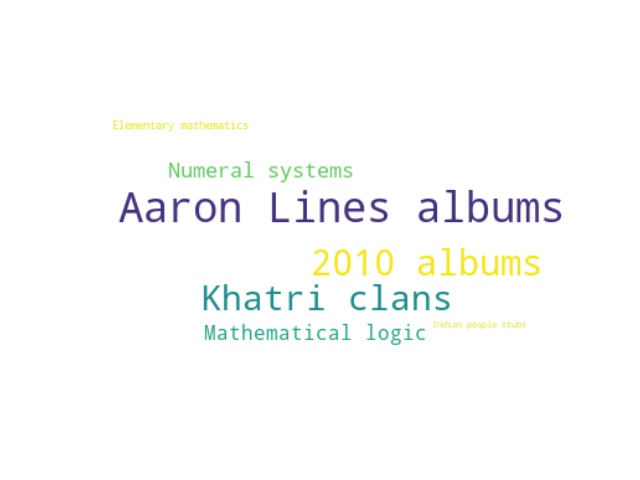 Elementary mathematics
Numeral systems
Aaron Lines albums
2010 albums
Khatri clans
Mathematical logic
Indian people stubs